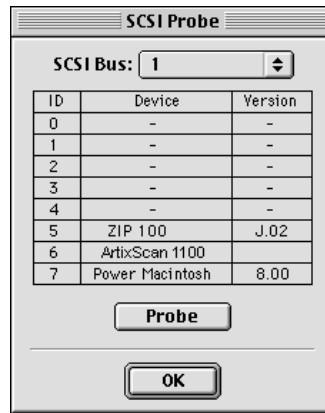 SCSI Probe
SCSI Bus: 1
ID Device Version
0 - -
1 - -
2 - -
3 - -
4 - -
5 ZIP 100 J.02
6 ArtixScan 1100
7 Power Macintosh 8.00
Probe
OK